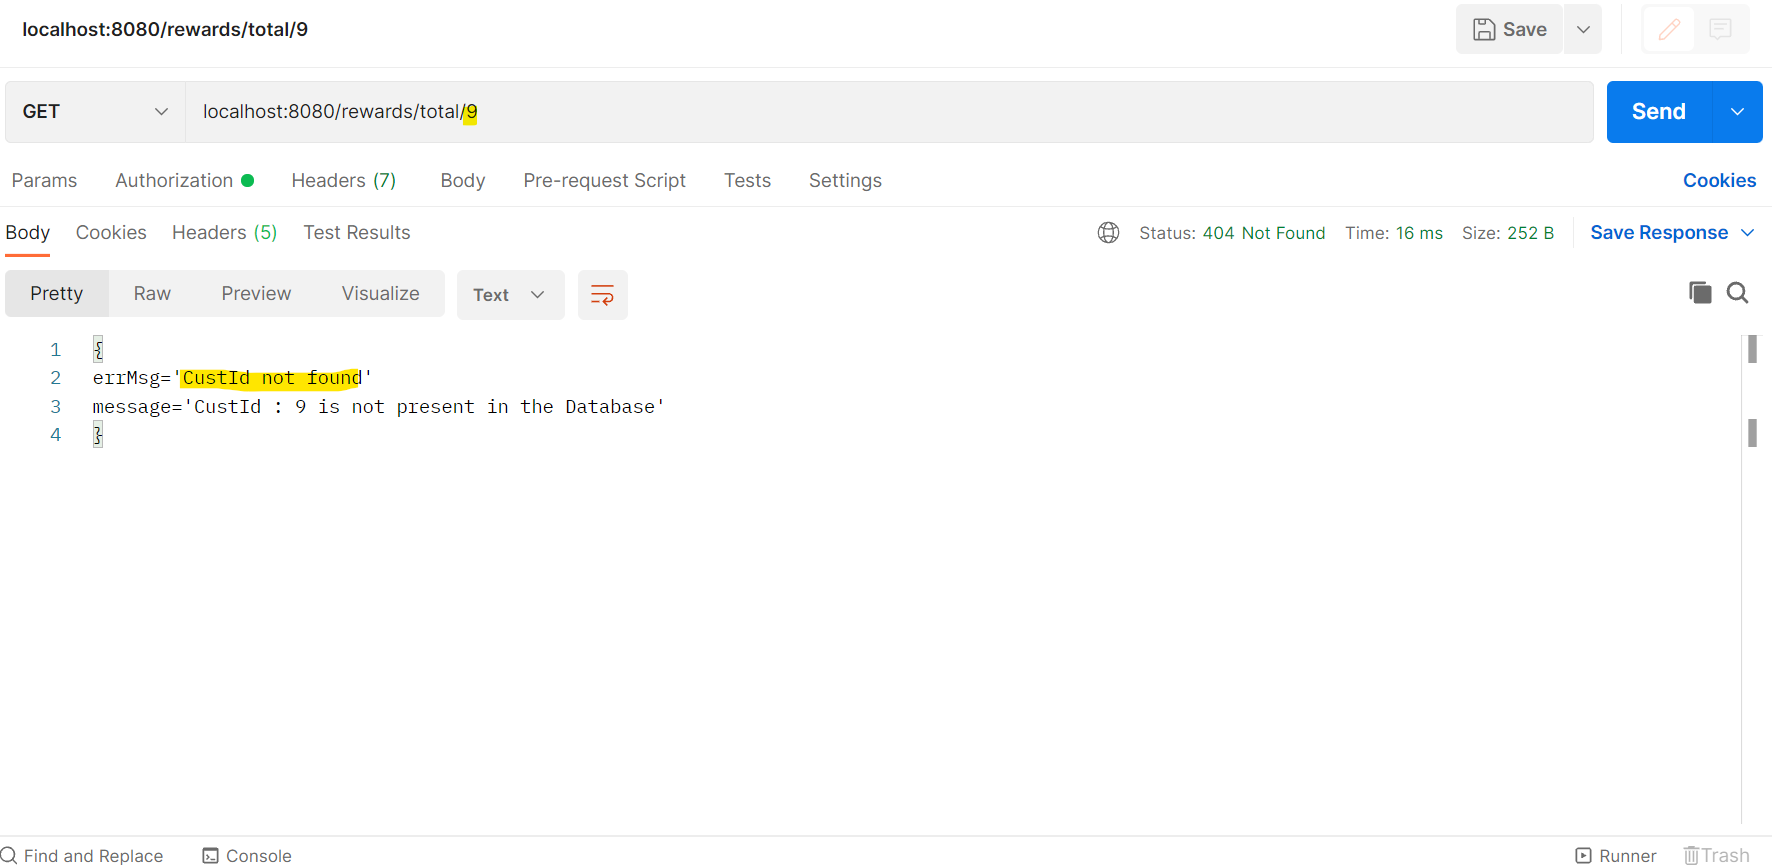 localhost:8080/rewards/total/9
Save
GET
localhost:8080/rewards/total/9
Send
Params Authorization Headers (7) Body Pre-request Script Tests Settings Cookies
Body Cookies Headers (5) Test Results Status: 404 Not Found Time: 16 ms Size: 252 B Save Response
Pretty Raw Preview Visualize Text
1 {
2 errMsg='CustId not found'
3 message='CustId : 9 is not present in the Database'
4 }
Find and Replace Console Runner Trash